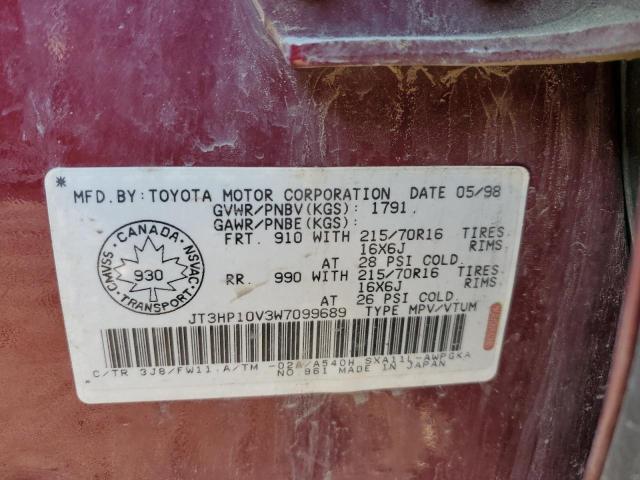 * MFD. BY: TOYOTA MOTOR CORPORATION DATE 05/98
GVWR/PNBV(KGS): 1791.
GAWR/PNBE(KGS):
FRT. 910 WITH 215/70R16 TIRES
16X6J RIMS
AT 28 PSI COLD.
RR. 990 WITH 215/70R16 TIRES
16X6J RIMS
AT 26 PSI COLD.
CANADA
CMVSS NSVAC
930
TRANSPORT
JT3HP10V3W7099689 TYPE MPV/VTUM
C/TR 3J8/FW11 A/TM -02A/A540H SXA11L-AWPGKA
NO 961 MADE IN JAPAN *